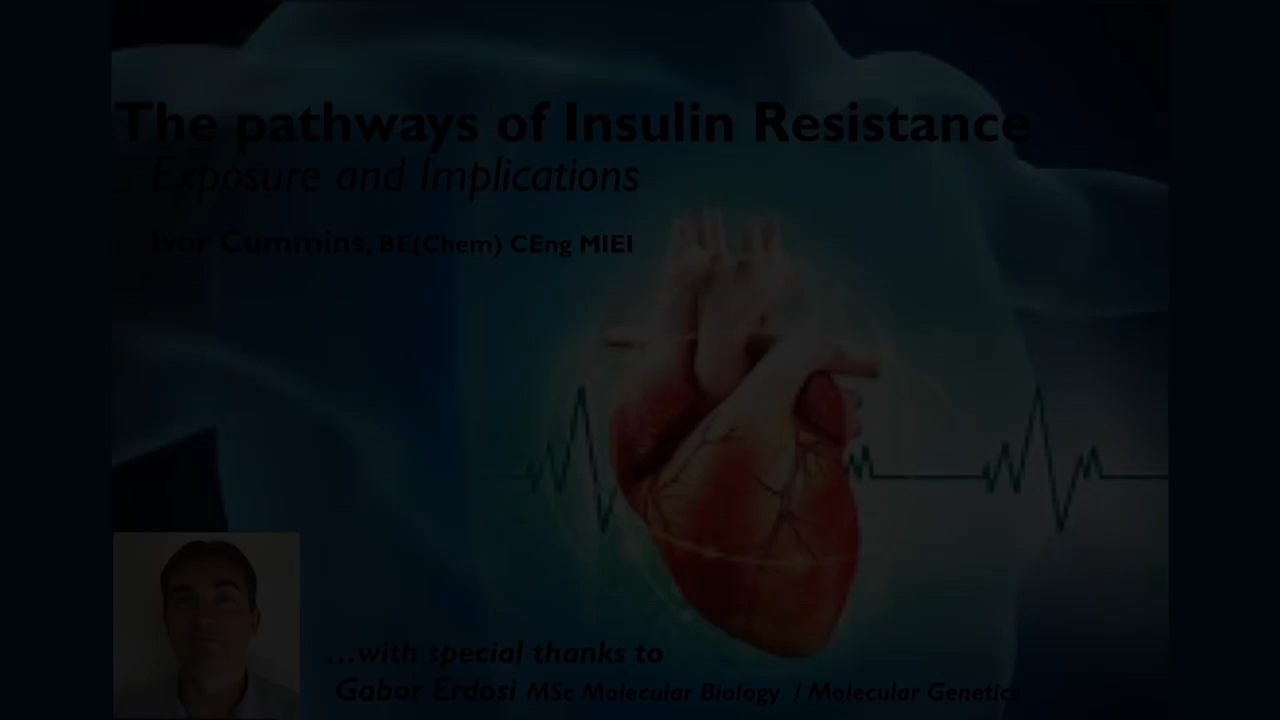 The pathways of Insulin Resistance
Exposure and Implications
Ivor Cummins, BE(Chem) CEng MIEI
...with special thanks to
Gabor Erdosi MSc Molecular Biology / Molecular Genetics